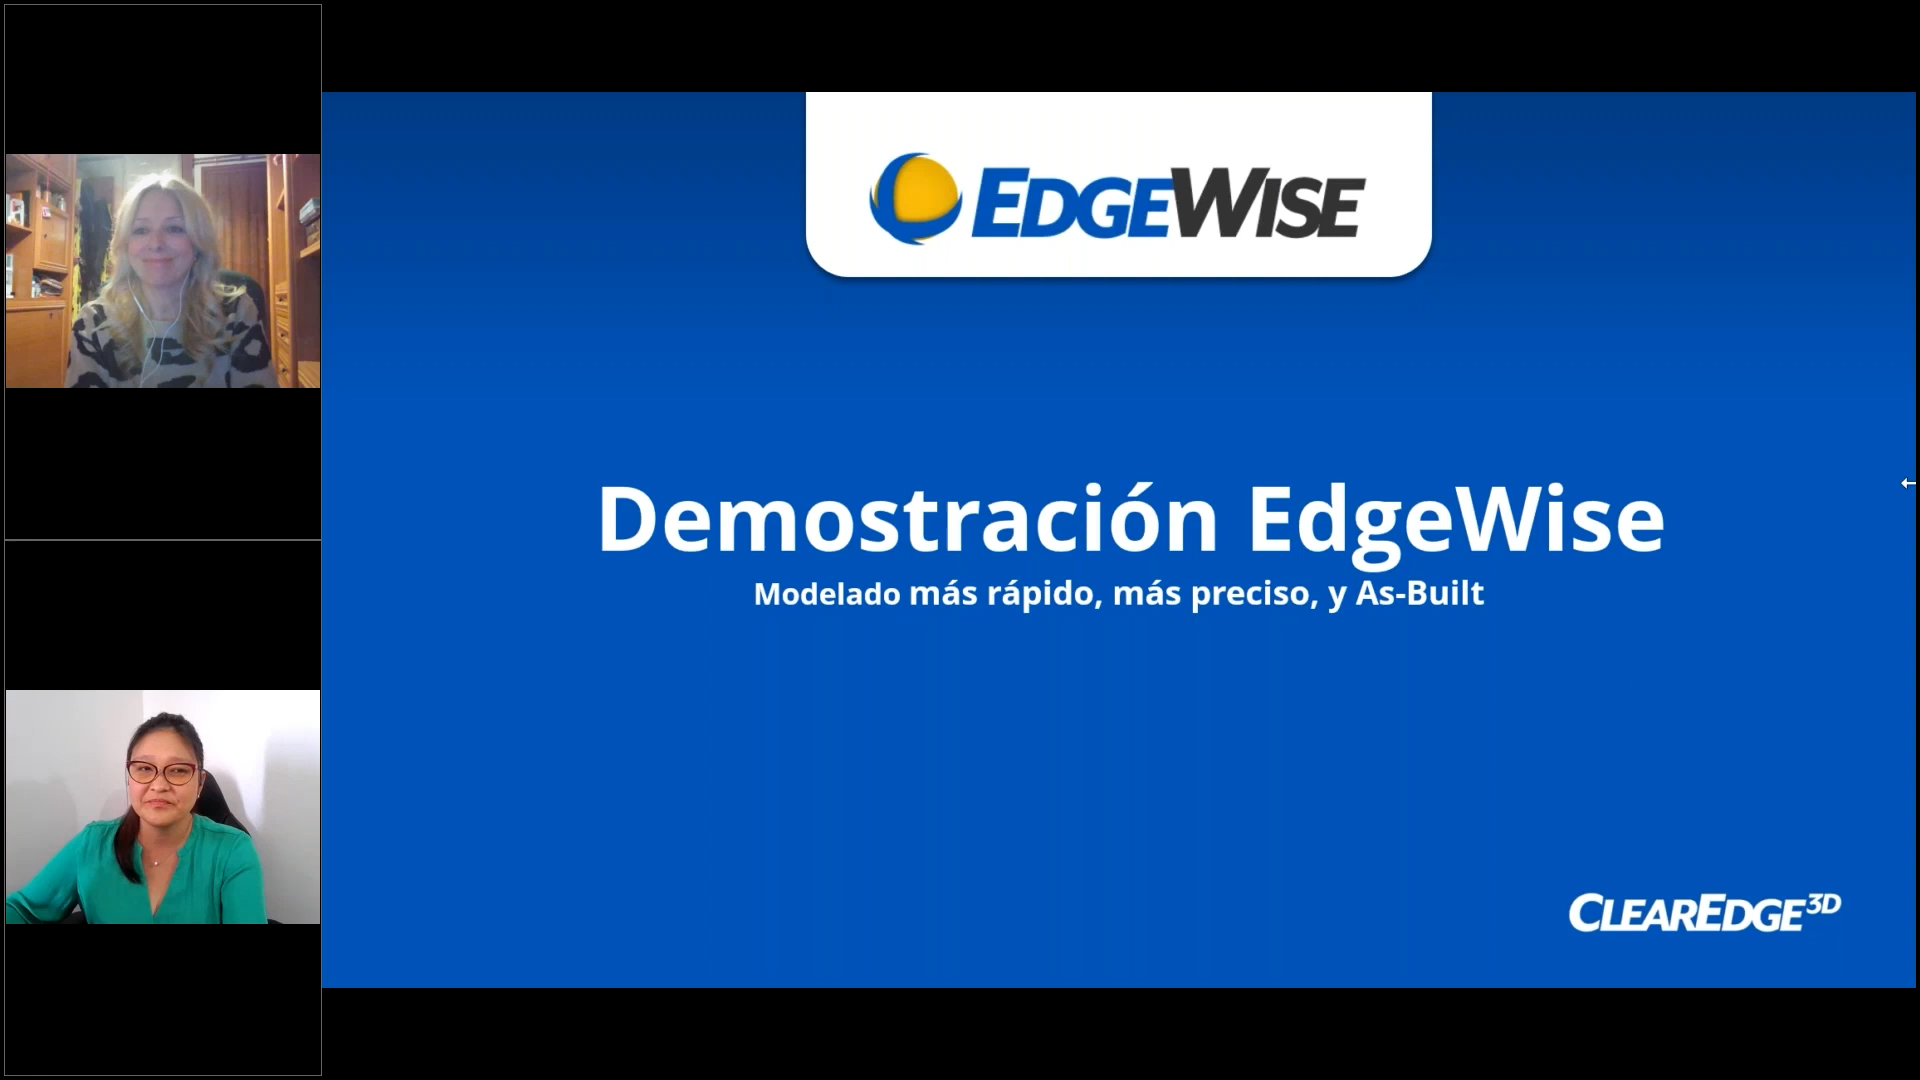 EDGEWISE
Demostración EdgeWise
Modelado más rápido, más preciso, y As-Built
CLEAREDGE3D